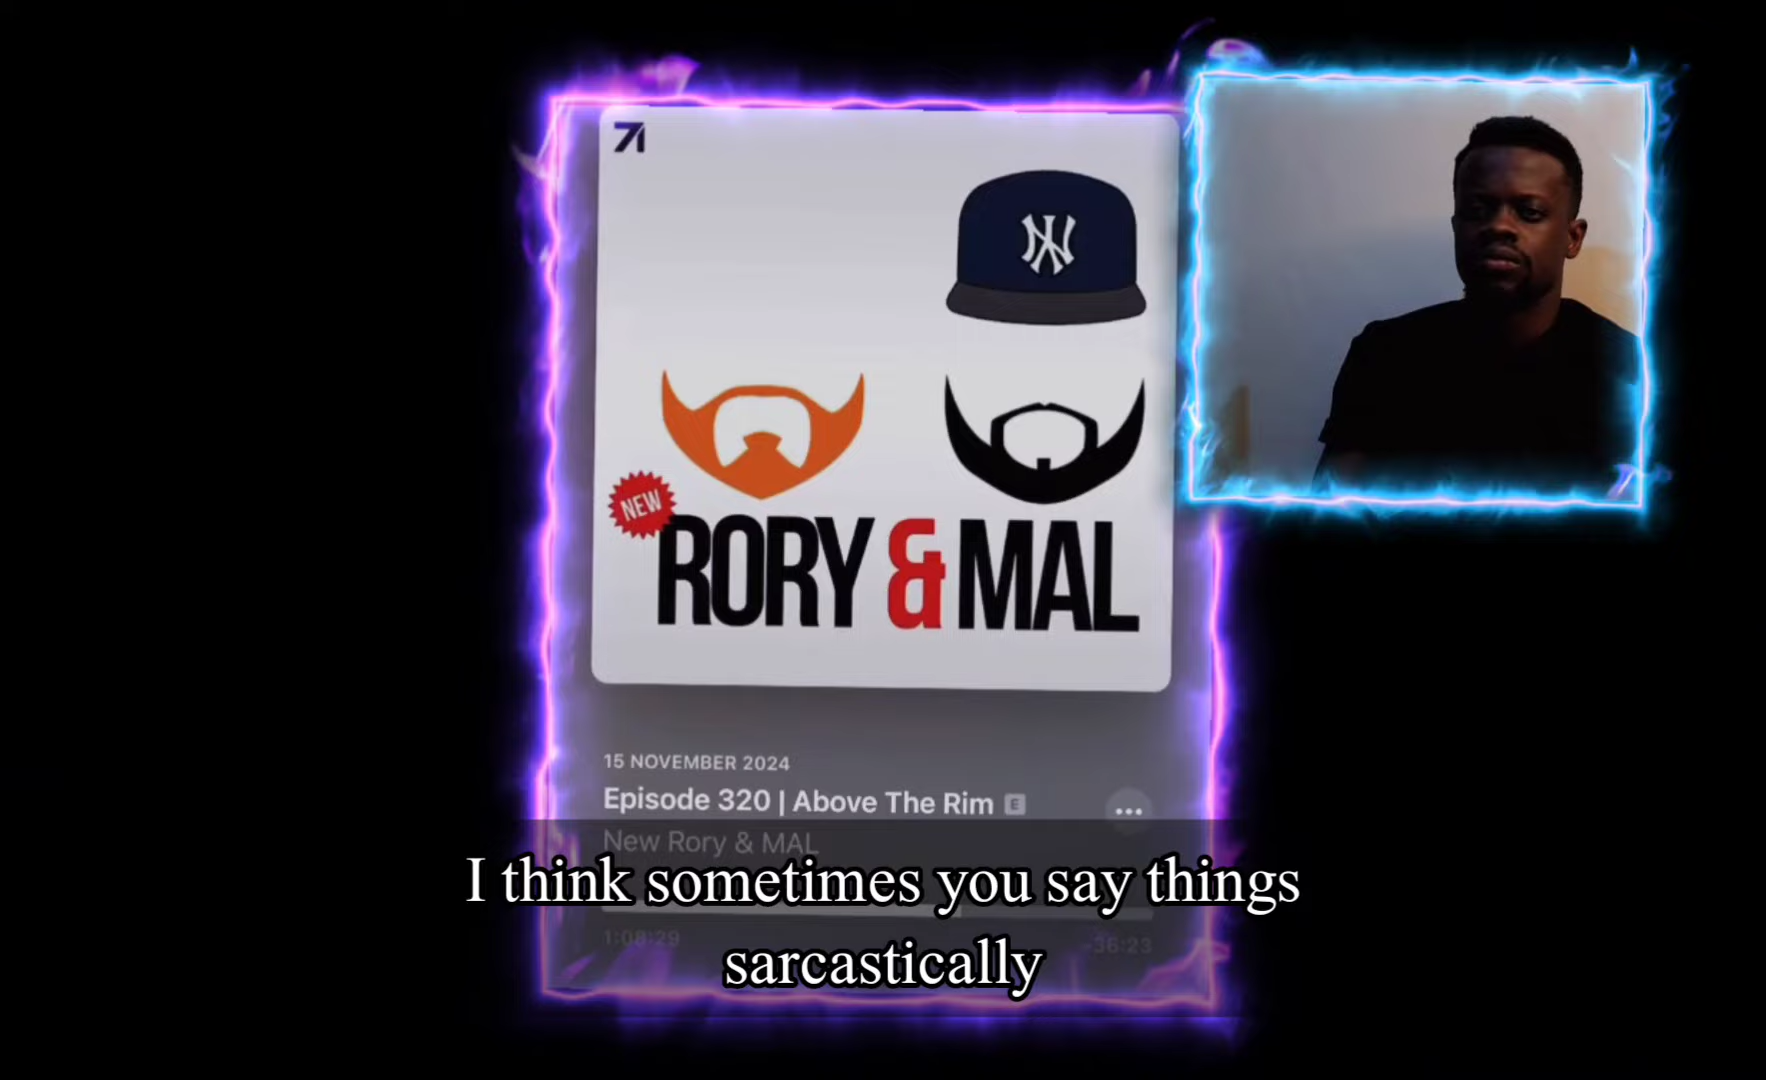 NY
NEW
RORY & MAL
15 NOVEMBER 2024
Episode 320 | Above The Rim E
New Rory & MAL
I think sometimes you say things
sarcastically
1:08:29
-36:23